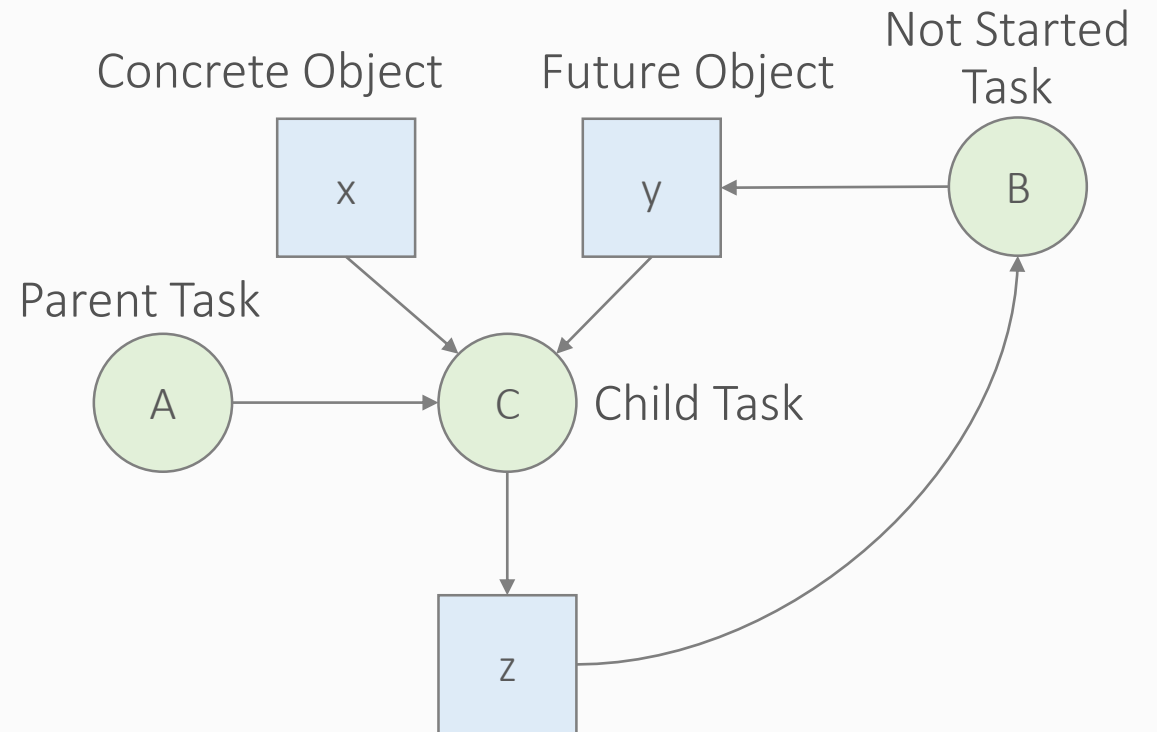 Not Started
Task
Concrete Object
Future Object
x
y
B
Parent Task
A
C
Child Task
z